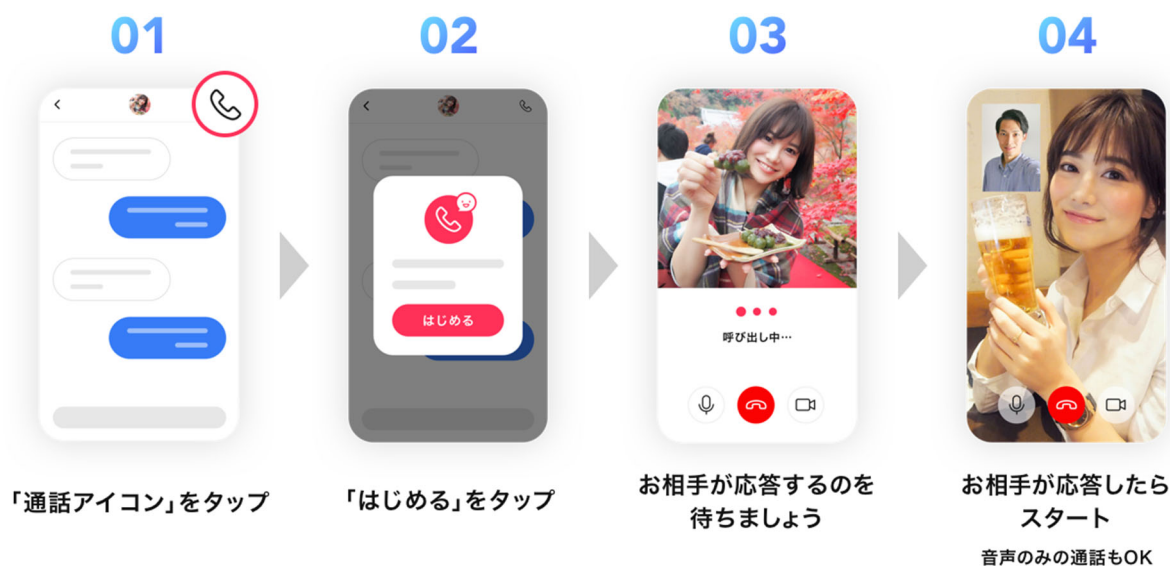 01
02
03
04
はじめる
呼び出し中…
「通話アイコン」をタップ
「はじめる」をタップ
お相手が応答するのを
待ちましょう
お相手が応答したら
スタート
音声のみの通話もOK